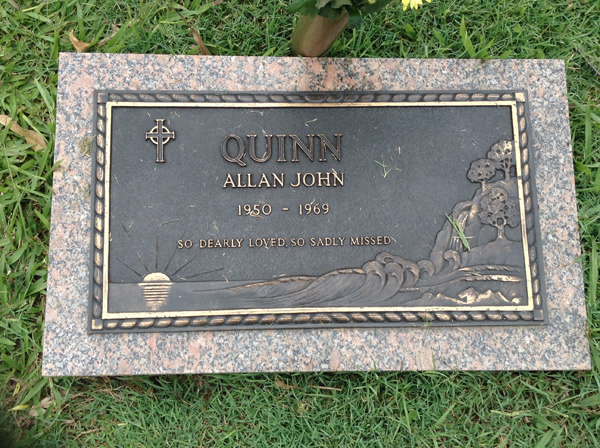 QUINN
ALLAN JOHN
1950 - 1969
SO DEARLY LOVED, SO SADLY MISSED